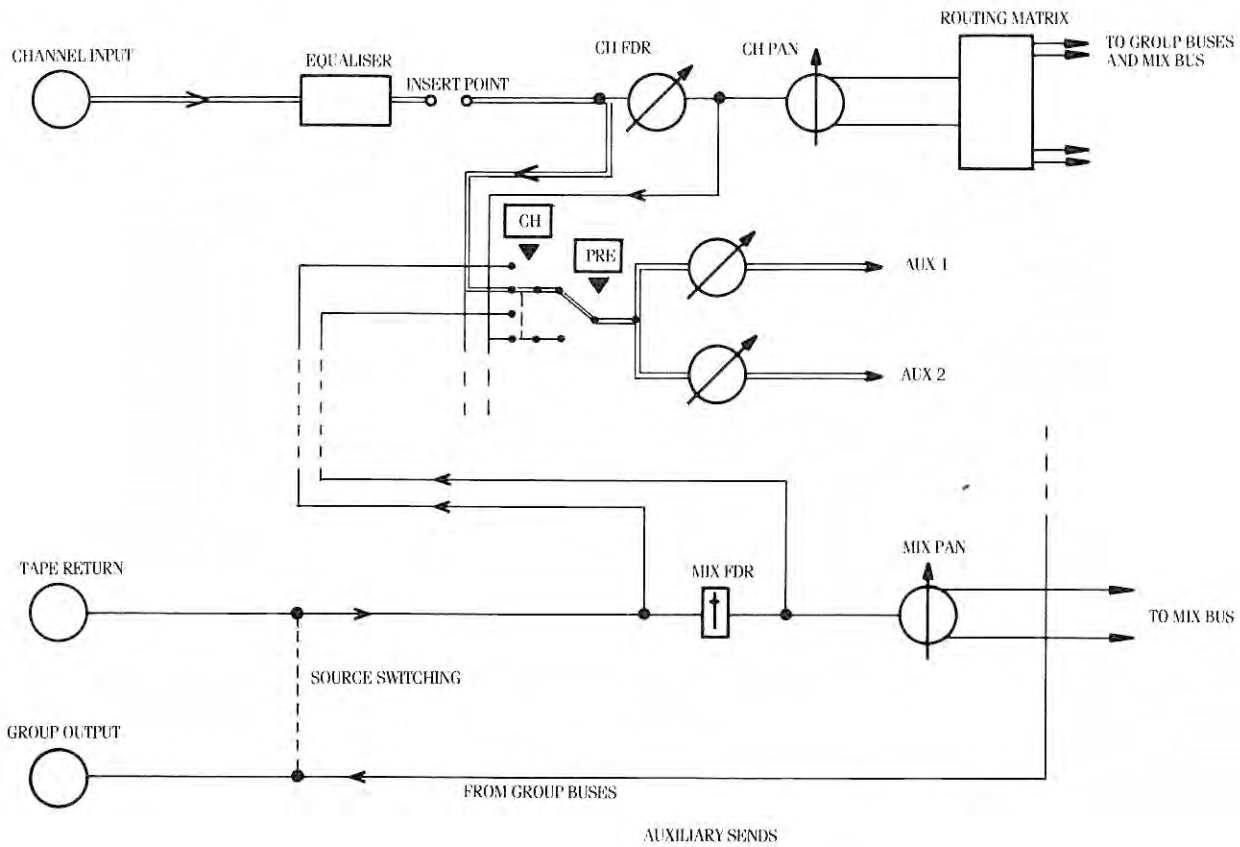 ROUTING MATRIX
CHANNEL INPUT
EQUALISER
INSERT POINT
CH FDR
CH PAN
TO GROUP BUSES
AND MIX BUS
CH
PRE
AUX 1
AUX 2
TAPE RETURN
MIX FDR
MIX PAN
TO MIX BUS
SOURCE SWITCHING
GROUP OUTPUT
FROM GROUP BUSES
AUXILIARY SENDS